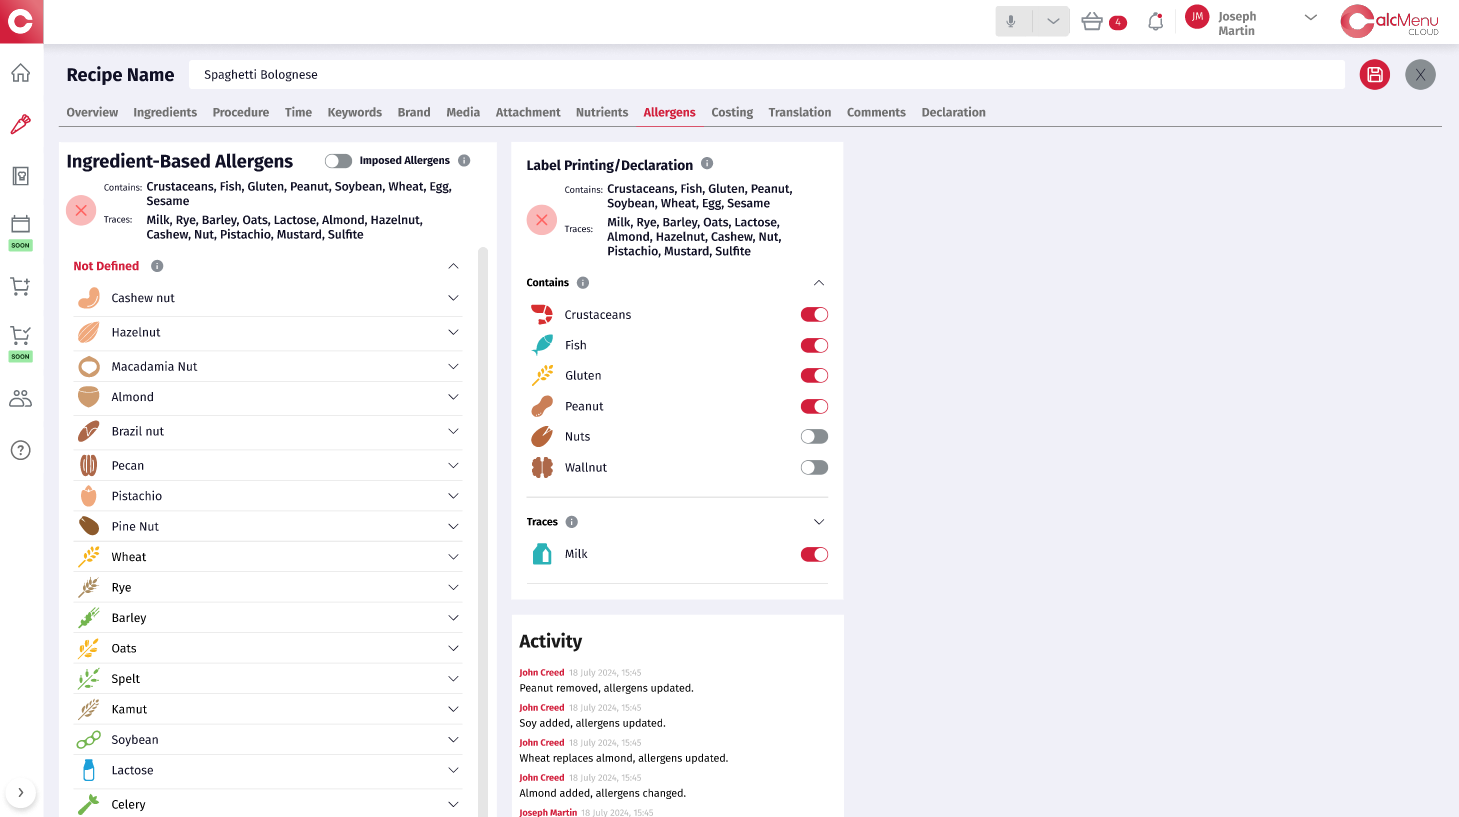 4
JM
Joseph
Martin
alcMenu
CLOUD
Recipe Name
Spaghetti Bolognese
Overview Ingredients Procedure Time Keywords Brand Media Attachment Nutrients Allergens Costing Translation Comments Declaration
SOON
SOON
Ingredient-Based Allergens
Imposed Allergens
Contains: Crustaceans, Fish, Gluten, Peanut, Soybean, Wheat, Egg,
Sesame
Traces: Milk, Rye, Barley, Oats, Lactose, Almond, Hazelnut,
Cashew, Nut, Pistachio, Mustard, Sulfite
Not Defined
Cashew nut
Hazelnut
Macadamia Nut
Almond
Brazil nut
Pecan
Pistachio
Pine Nut
Wheat
Rye
Barley
Oats
Spelt
Kamut
Soybean
Lactose
Celery
Label Printing/Declaration
Contains: Crustaceans, Fish, Gluten, Peanut,
Soybean, Wheat, Egg, Sesame
Traces: Milk, Rye, Barley, Oats, Lactose,
Almond, Hazelnut, Cashew, Nut,
Pistachio, Mustard, Sulfite
Contains
Crustaceans
Fish
Gluten
Peanut
Nuts
Wallnut
Traces
Milk
Activity
John Creed 18 July 2024, 15:45
Peanut removed, allergens updated.
John Creed 18 July 2024, 15:45
Soy added, allergens updated.
John Creed 18 July 2024, 15:45
Wheat replaces almond, allergens updated.
John Creed 18 July 2024, 15:45
Almond added, allergens changed.
Joseph Martin 18 July 2024, 15:45